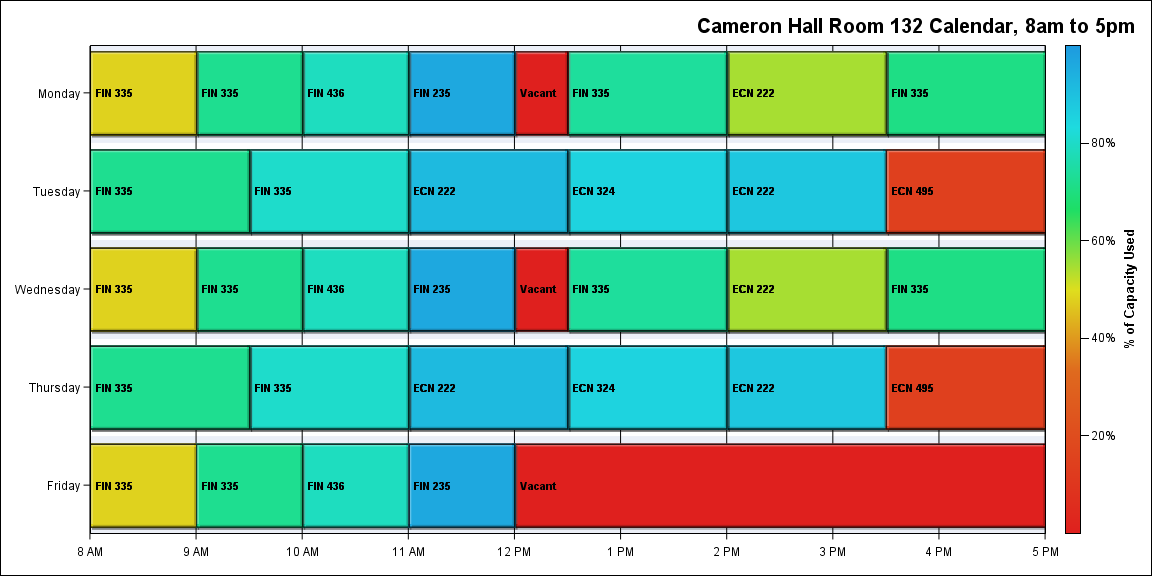 Cameron Hall Room 132 Calendar, 8am to 5pm
Monday
FIN 335
FIN 335
FIN 436
FIN 235
Vacant
FIN 335
ECN 222
FIN 335
Tuesday
FIN 335
FIN 335
ECN 222
ECN 324
ECN 222
ECN 495
Wednesday
FIN 335
FIN 335
FIN 436
FIN 235
Vacant
FIN 335
ECN 222
FIN 335
Thursday
FIN 335
FIN 335
ECN 222
ECN 324
ECN 222
ECN 495
Friday
FIN 335
FIN 335
FIN 436
FIN 235
Vacant
8 AM
9 AM
10 AM
11 AM
12 PM
1 PM
2 PM
3 PM
4 PM
5 PM
80%
60%
40%
20%
% of Capacity Used